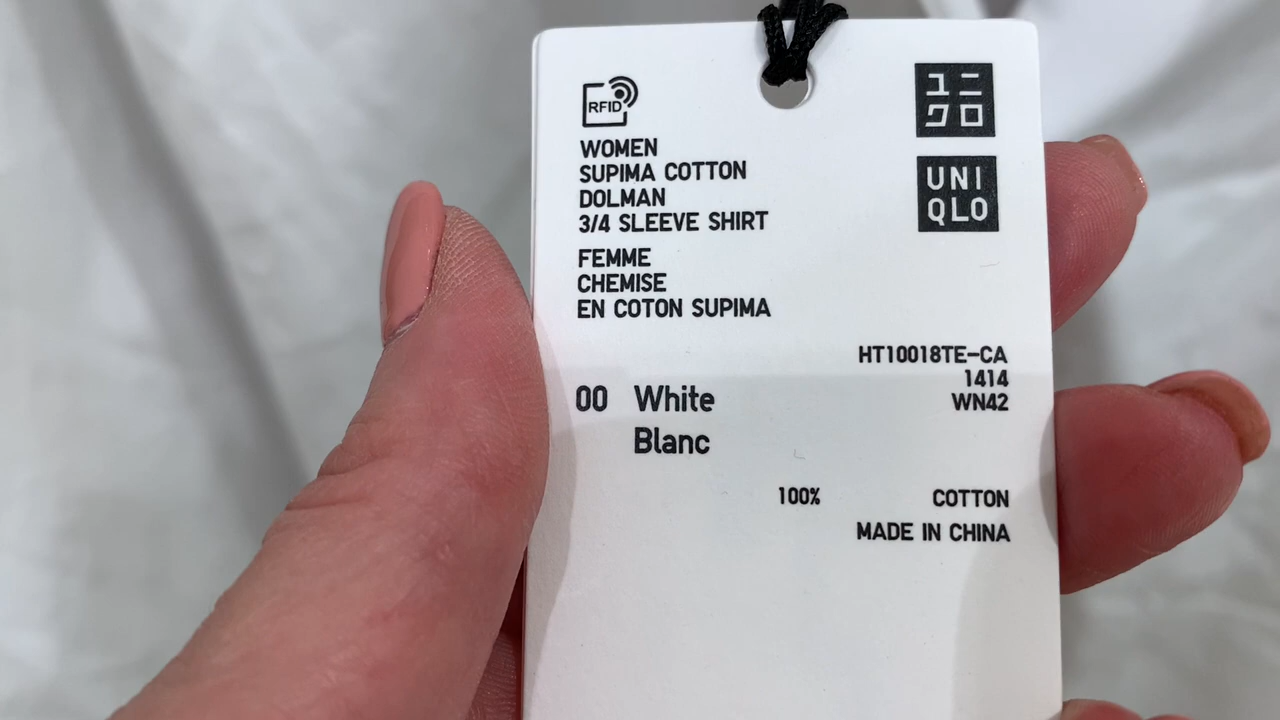 RFID
WOMEN
SUPIMA COTTON
DOLMAN
3/4 SLEEVE SHIRT
FEMME
CHEMISE
EN COTON SUPIMA
ユニ
クロ
UNI
QLO
HT10018TE-CA
1414
WN42
00 White
Blanc
100% COTTON
MADE IN CHINA